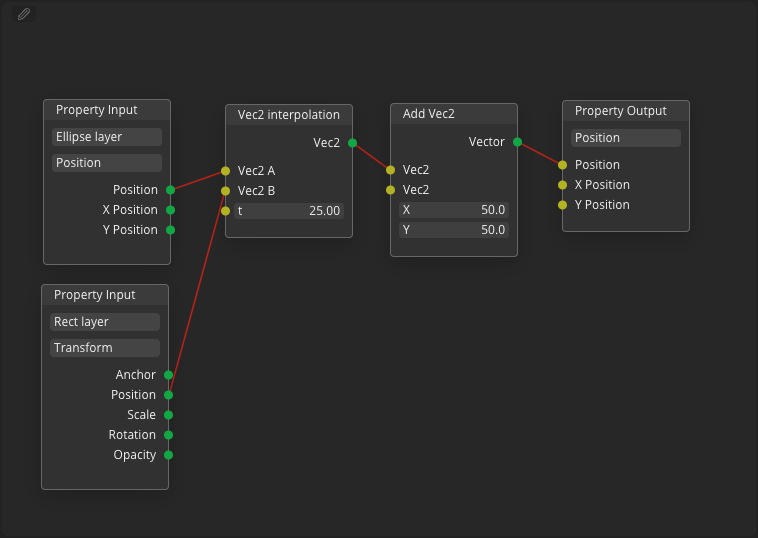 Property Input
Ellipse layer
Position
Position
X Position
Y Position
Property Input
Rect layer
Transform
Anchor
Position
Scale
Rotation
Opacity
Vec2 interpolation
Vec2
Vec2 A
Vec2 B
t 25.00
Add Vec2
Vector
Vec2
Vec2
X 50.0
Y 50.0
Property Output
Position
Position
X Position
Y Position